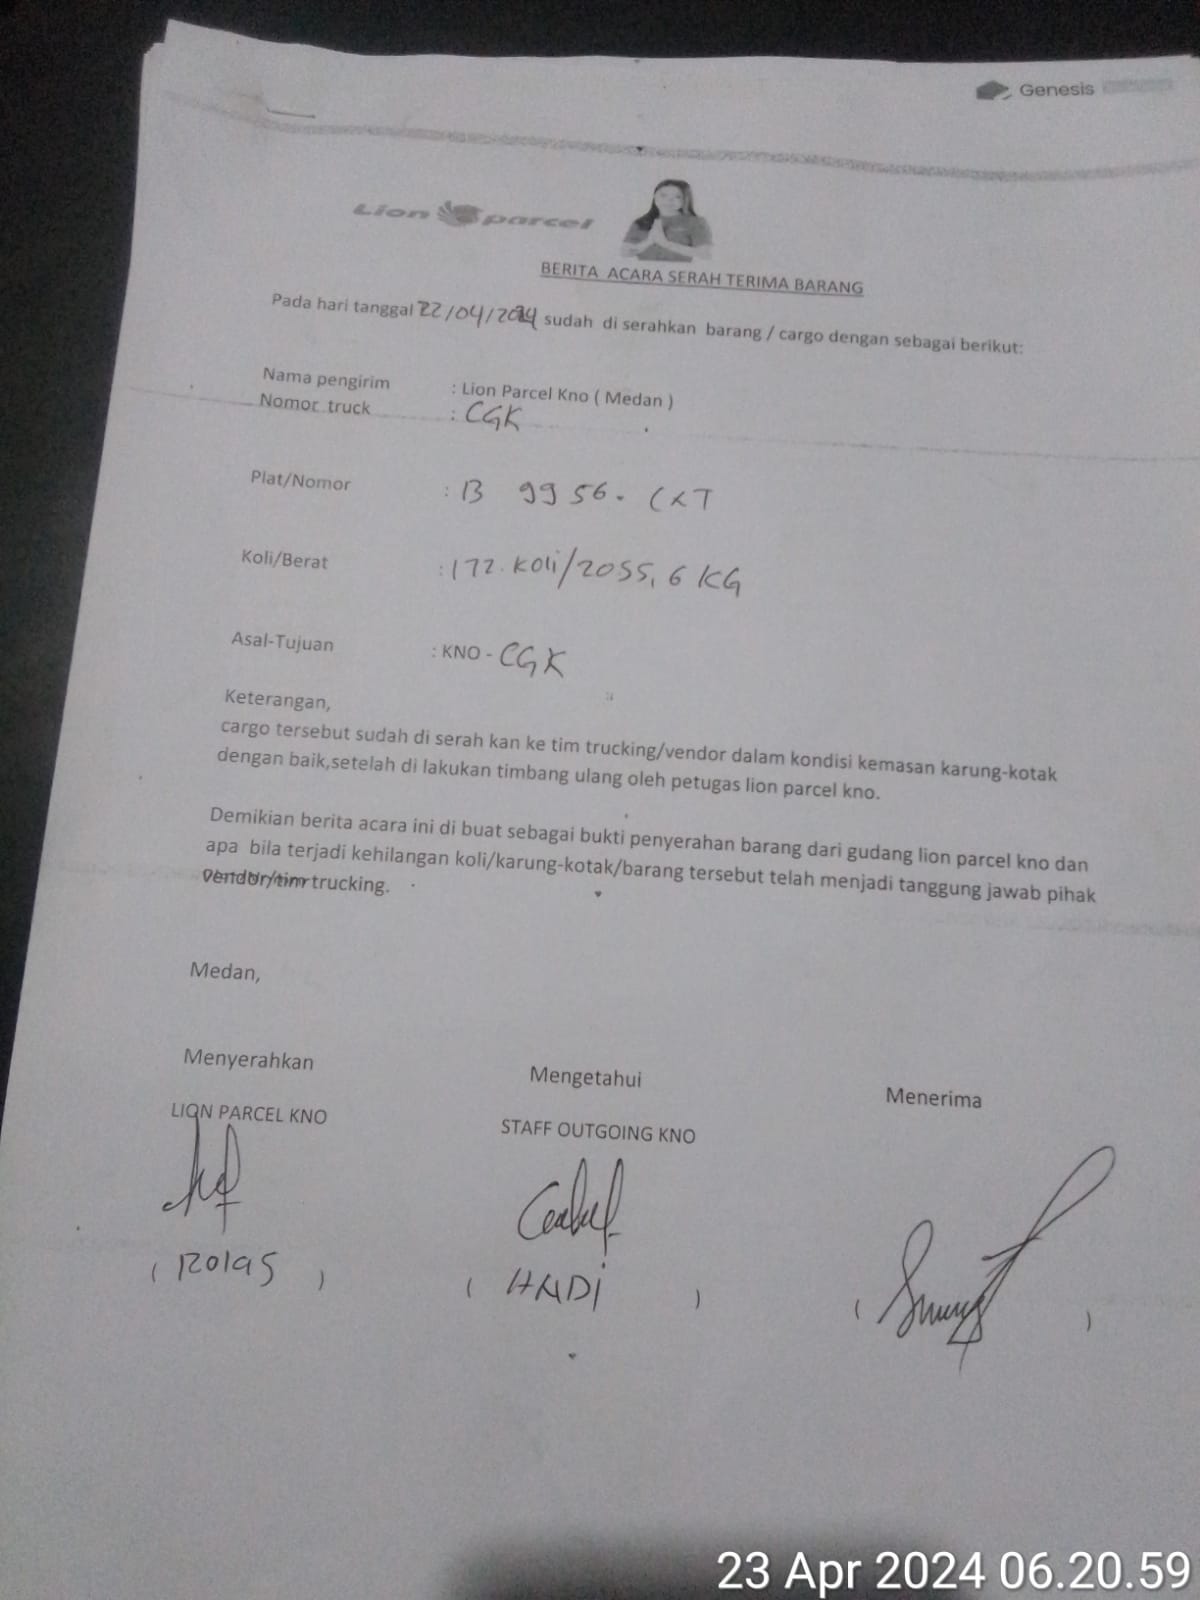 Genesis
Lion parcel
BERITA ACARA SERAH TERIMA BARANG
Pada hari tanggal 22/04/2024 sudah di serahkan barang / cargo dengan sebagai berikut:
Nama pengirim : Lion Parcel Kno ( Medan )
Nomor truck : CGK
Plat/Nomor : B 9956. CXT
Koli/Berat : 172. Koli/2055,6 KG
Asal-Tujuan : KNO - CGK
Keterangan,
cargo tersebut sudah di serah kan ke tim trucking/vendor dalam kondisi kemasan karung-kotak
dengan baik,setelah di lakukan timbang ulang oleh petugas lion parcel kno.
Demikian berita acara ini di buat sebagai bukti penyerahan barang dari gudang lion parcel kno dan
apa bila terjadi kehilangan koli/karung-kotak/barang tersebut telah menjadi tanggung jawab pihak
vendor/tim trucking.
Medan,
Menyerahkan Mengetahui Menerima
LION PARCEL KNO STAFF OUTGOING KNO
( ROLAS ) ( HADI ) ( )
23 Apr 2024 06.20.59